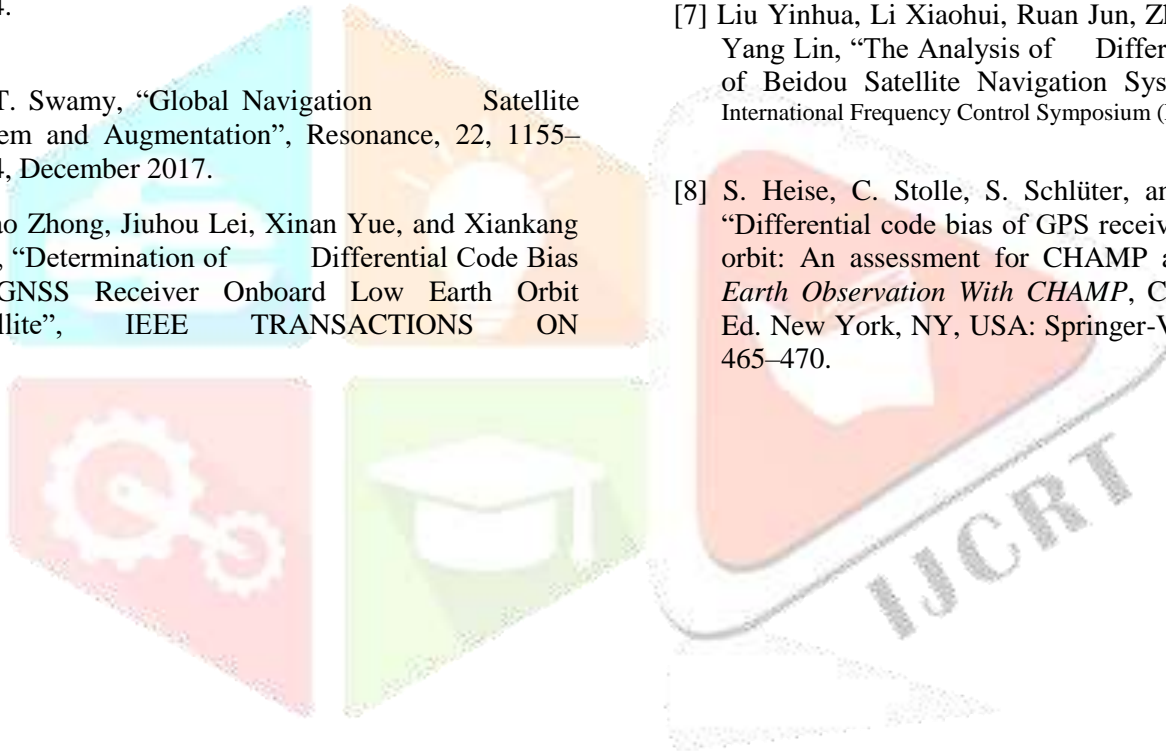 T. Swamy, “Global Navigation Satellite
em and Augmentation”, Resonance, 22, 1155–
4, December 2017.
ao Zhong, Jiuhou Lei, Xinan Yue, and Xiankang
, “Determination of Differential Code Bias
GNSS Receiver Onboard Low Earth Orbit
llite”, IEEE TRANSACTIONS ON
[7] Liu Yinhua, Li Xiaohui, Ruan Jun, Zh
Yang Lin, “The Analysis of Differ
of Beidou Satellite Navigation Sys
International Frequency Control Symposium (
[8] S. Heise, C. Stolle, S. Schlüter, an
“Differential code bias of GPS receiv
orbit: An assessment for CHAMP a
Earth Observation With CHAMP, C
Ed. New York, NY, USA: Springer-V
465–470.
IJCRT